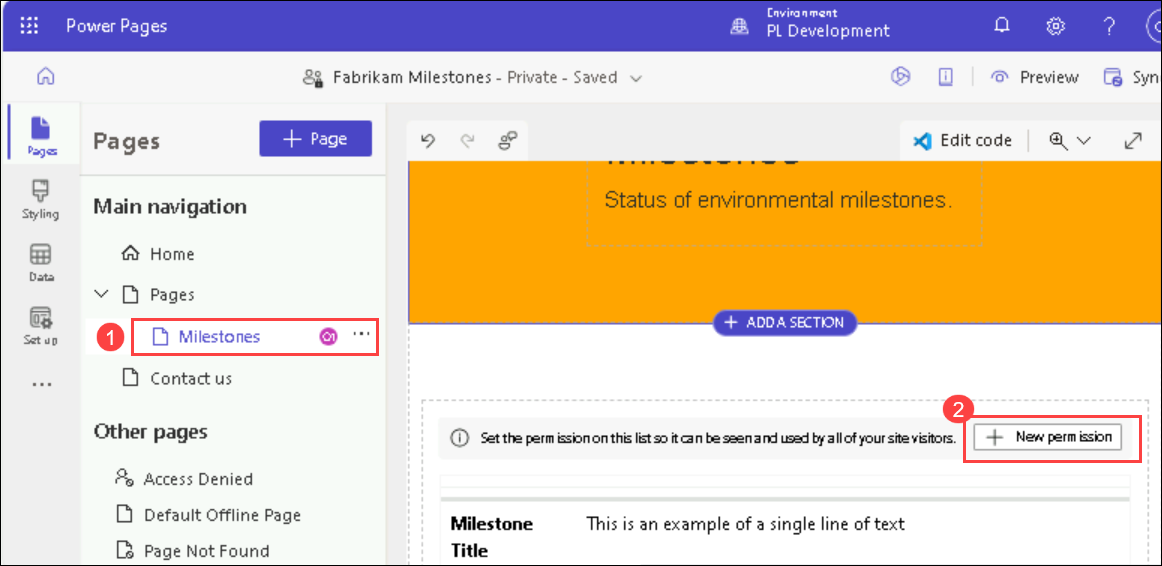 Power Pages
Environment
PL Development
Fabrikam Milestones - Private - Saved
Preview
Pages
Styling
Data
Set up
Pages
+ Page
Main navigation
Home
Pages
1
Milestones
Contact us
Other pages
Access Denied
Default Offline Page
Page Not Found
Edit code
Status of environmental milestones.
+ ADD A SECTION
2
Set the permission on this list so it can be seen and used by all of your site visitors.
+ New permission
Milestone
Title
This is an example of a single line of text